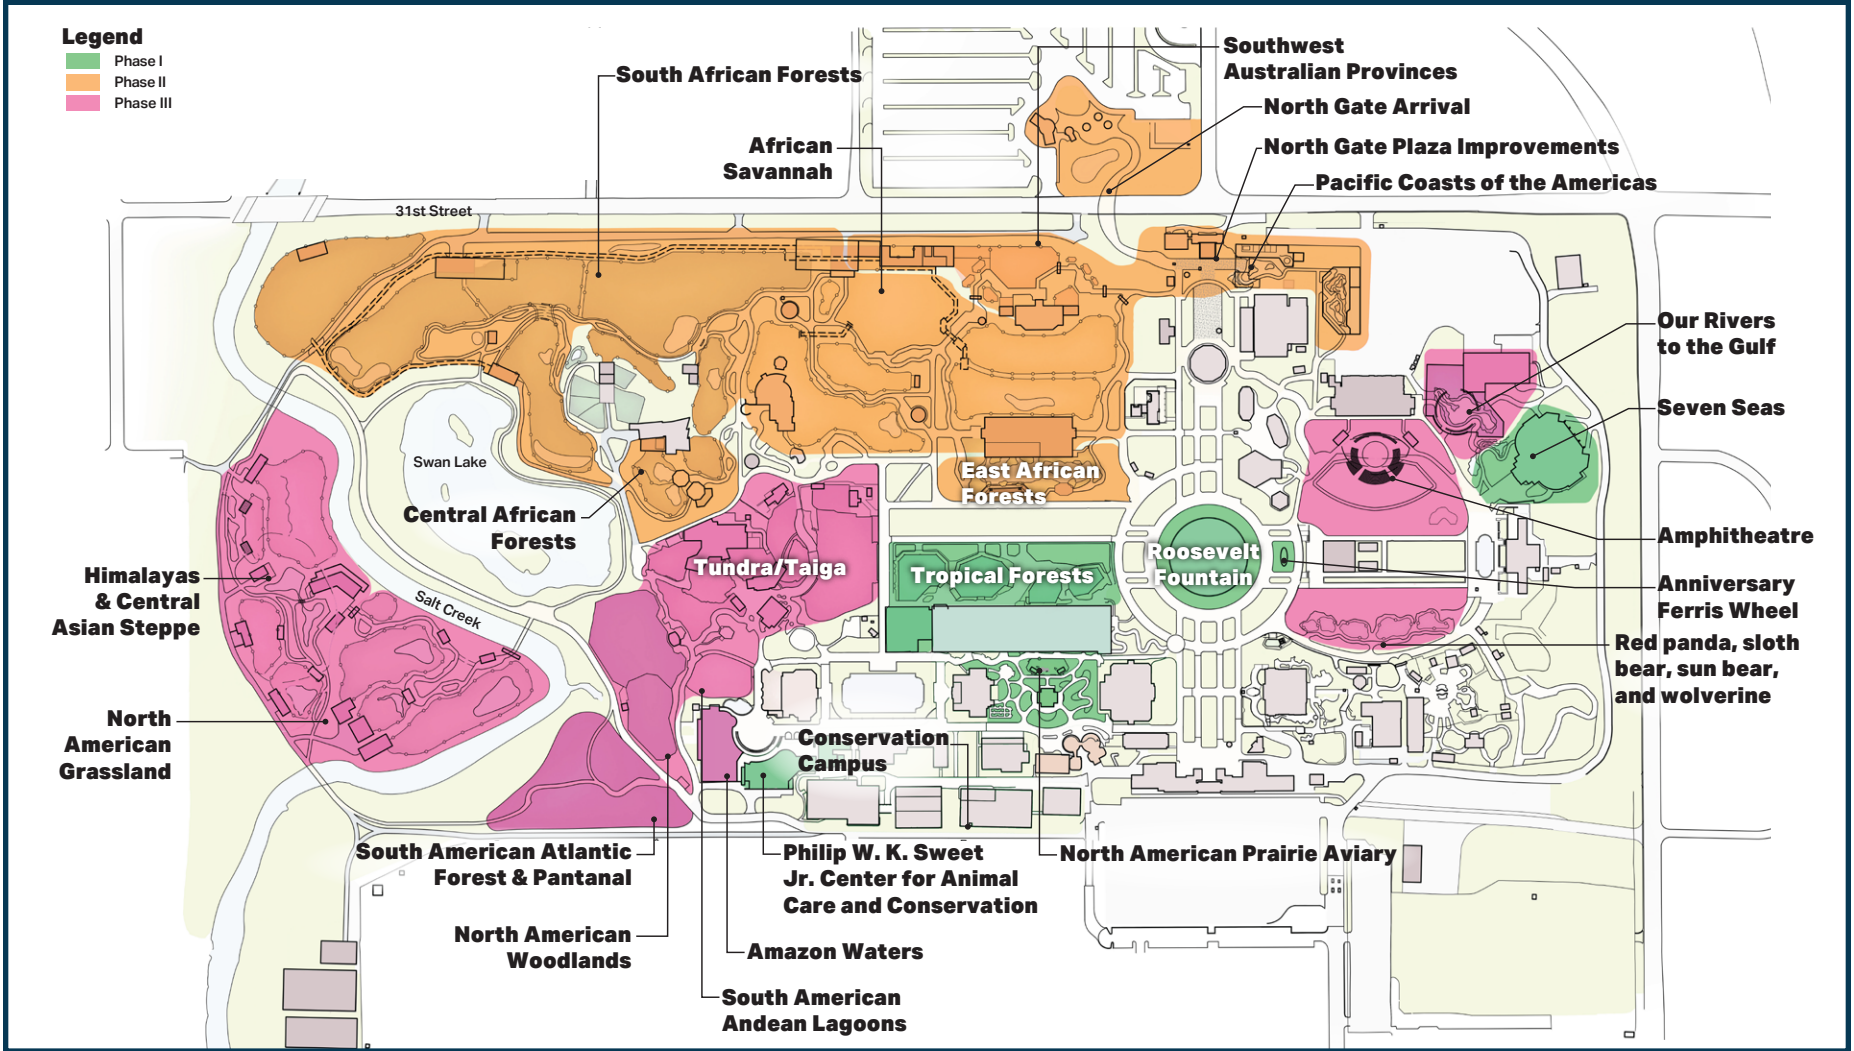 Legend
Phase I
Phase II
Phase III
South African Forests
African
Savannah
Southwest
Australian Provinces
North Gate Arrival
North Gate Plaza Improvements
Pacific Coasts of the Americas
31st Street
Our Rivers
to the Gulf
Seven Seas
Swan Lake
East African
Forests
Central African
Forests
Amphitheatre
Roosevelt
Fountain
Tundra/Taiga
Tropical Forests
Himalayas
& Central
Asian Steppe
Salt Creek
Anniversary
Ferris Wheel
Red panda, sloth
bear, sun bear,
and wolverine
North
American
Grassland
Conservation
Campus
South American Atlantic
Forest & Pantanal
Philip W. K. Sweet
Jr. Center for Animal
Care and Conservation
North American Prairie Aviary
North American
Woodlands
Amazon Waters
South American
Andean Lagoons